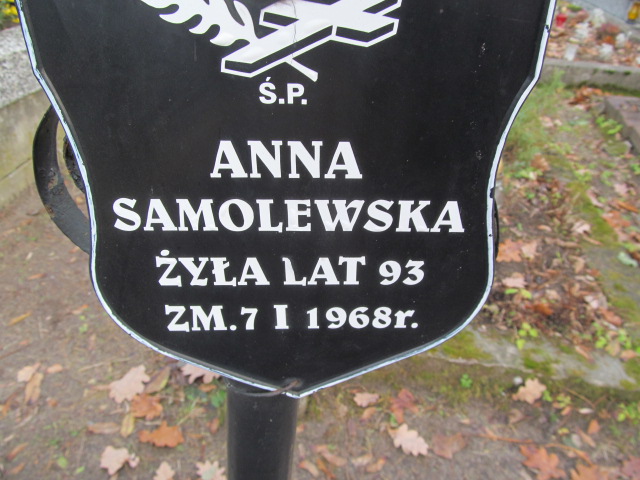 Ś.P.
ANNA
SAMOLEWSKA
ŻYŁA LAT 93
ZM.7 I 1968r.